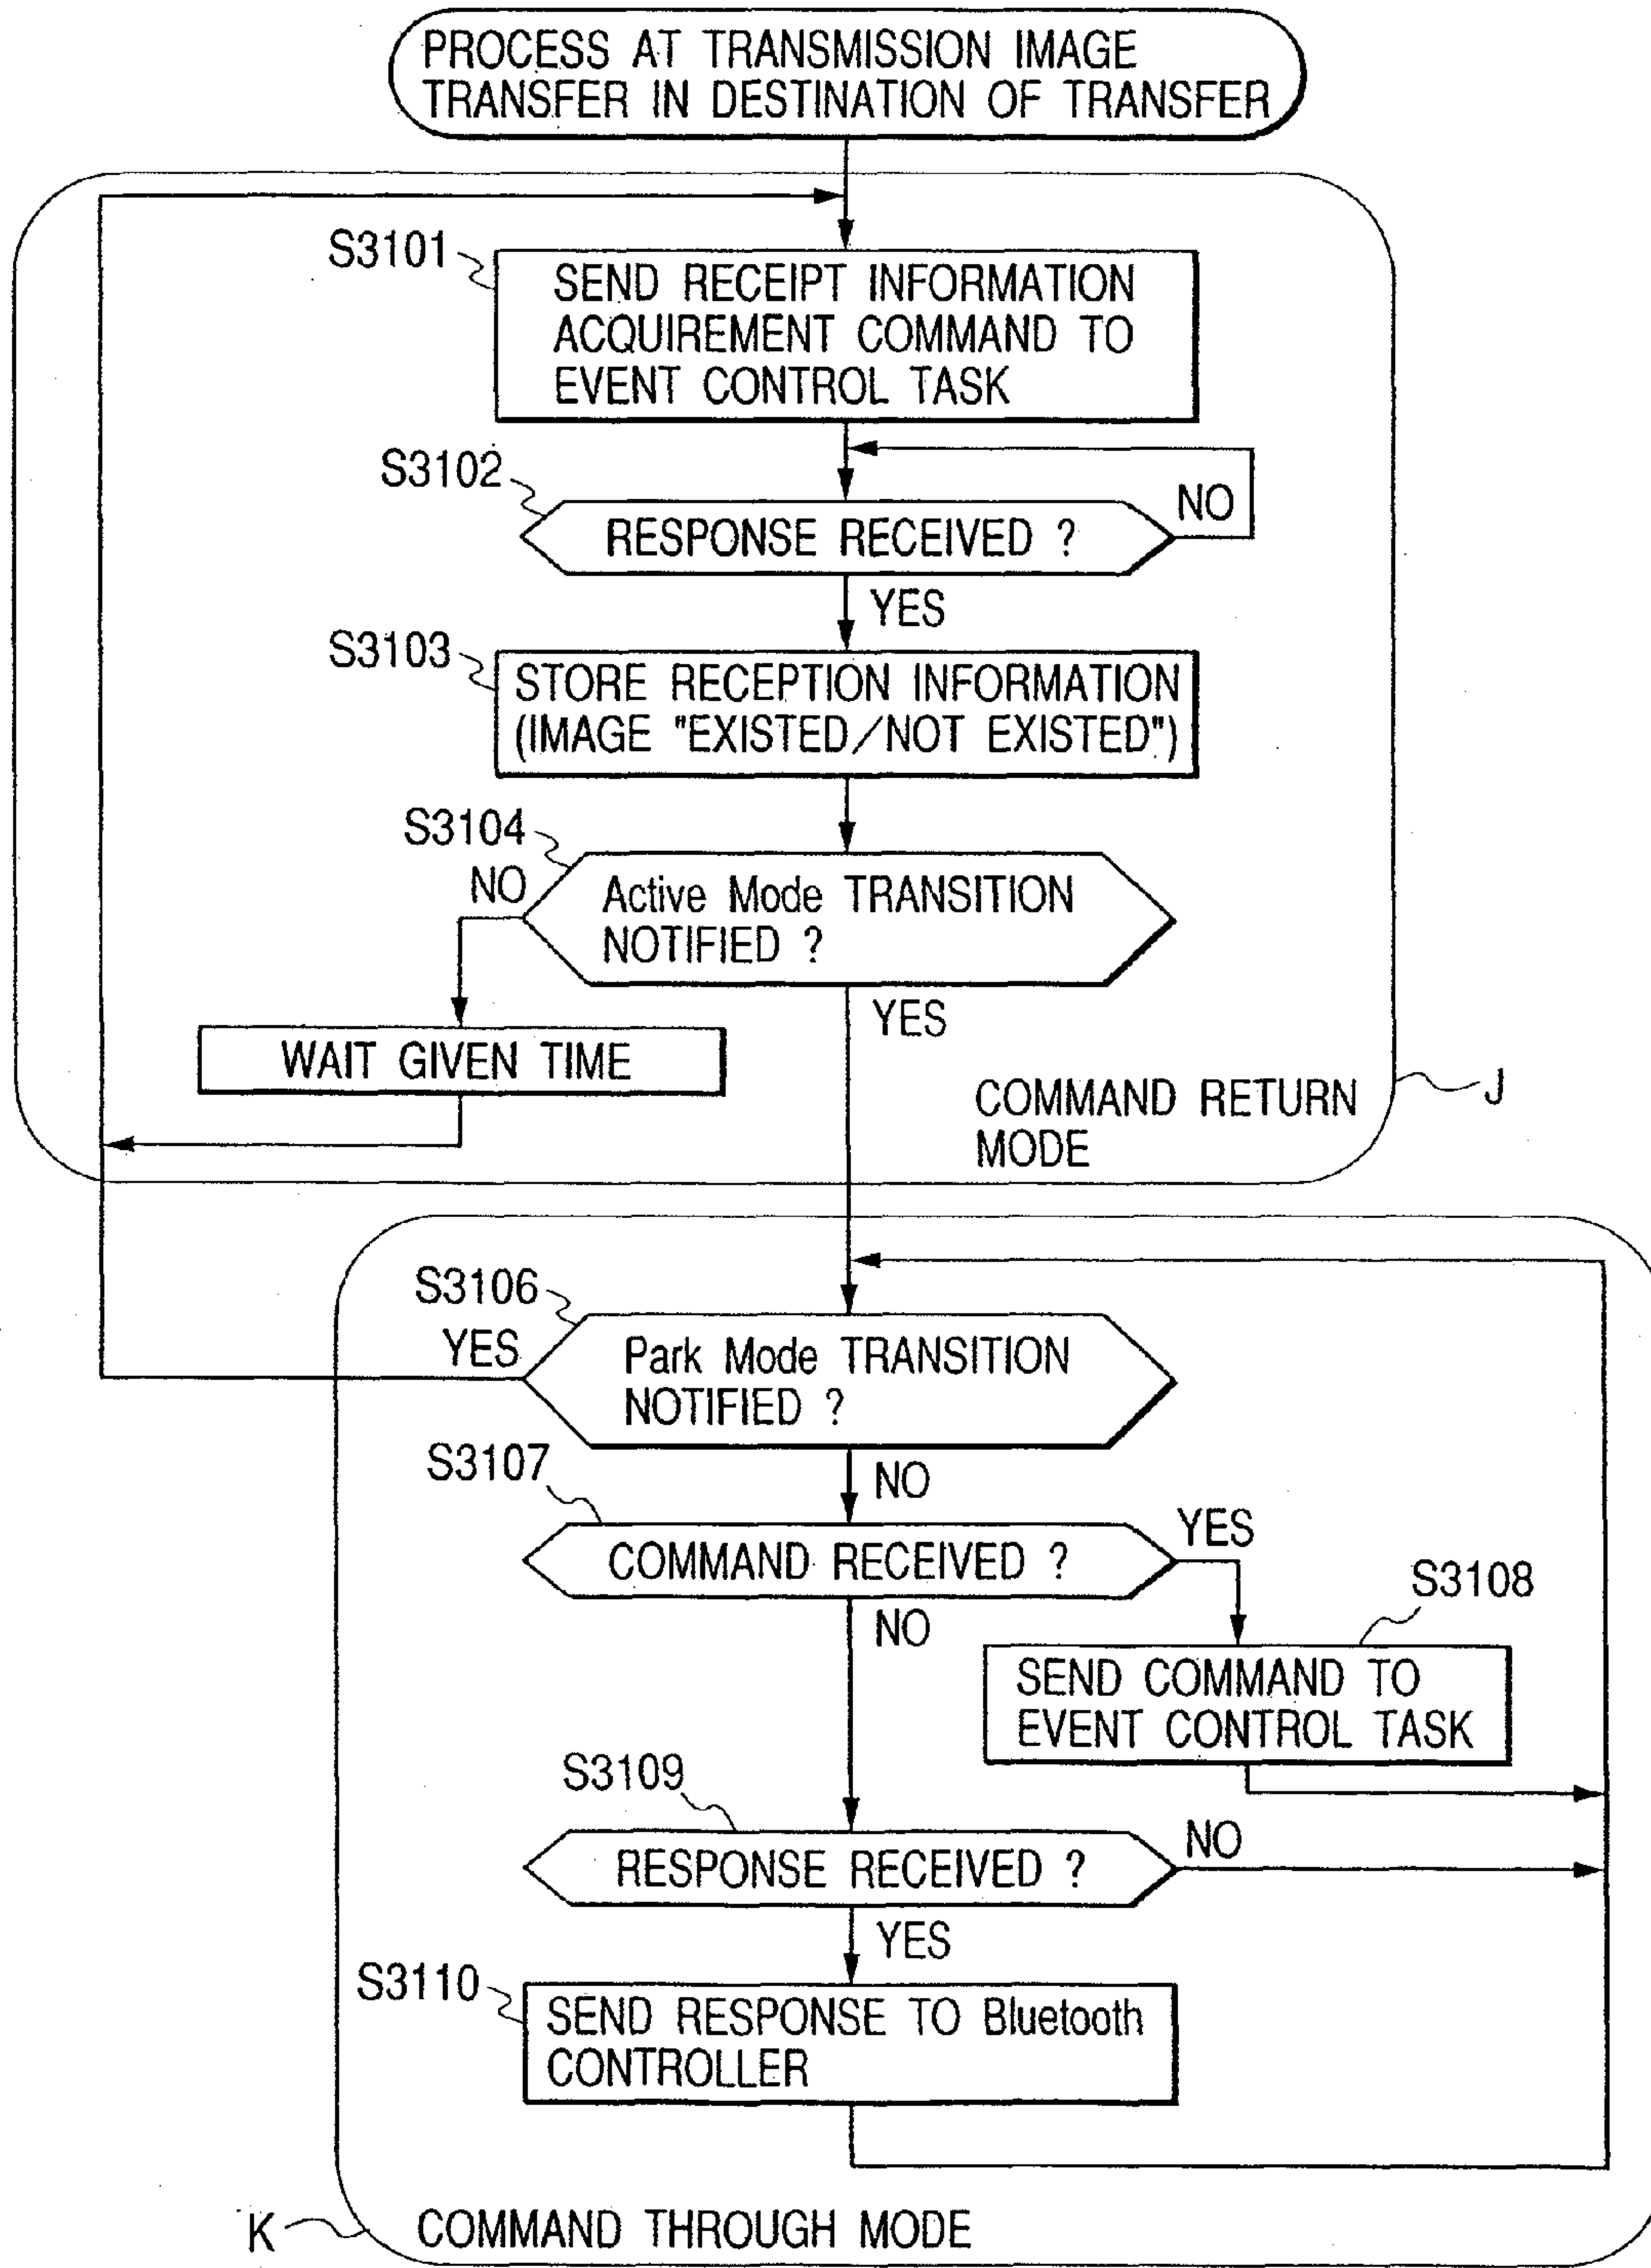 PROCESS AT TRANSMISSION IMAGE
TRANSFER IN DESTINATION OF TRANSFER
S3101
SEND RECEIPT INFORMATION
ACQUIREMENT COMMAND TO
EVENT CONTROL TASK
S3102
NO
RESPONSE RECEIVED ?
YES
S3103
STORE RECEPTION INFORMATION
(IMAGE "EXISTED/NOT EXISTED")
S3104
NO
Active Mode TRANSITION
NOTIFIED ?
YES
WAIT GIVEN TIME
COMMAND RETURN
MODE
J
S3106
YES
Park Mode TRANSITION
NOTIFIED ?
NO
S3107
YES
COMMAND RECEIVED ?
NO
S3108
SEND COMMAND TO
EVENT CONTROL TASK
S3109
NO
RESPONSE RECEIVED ?
YES
S3110
SEND RESPONSE TO Bluetooth
CONTROLLER
K
COMMAND THROUGH MODE